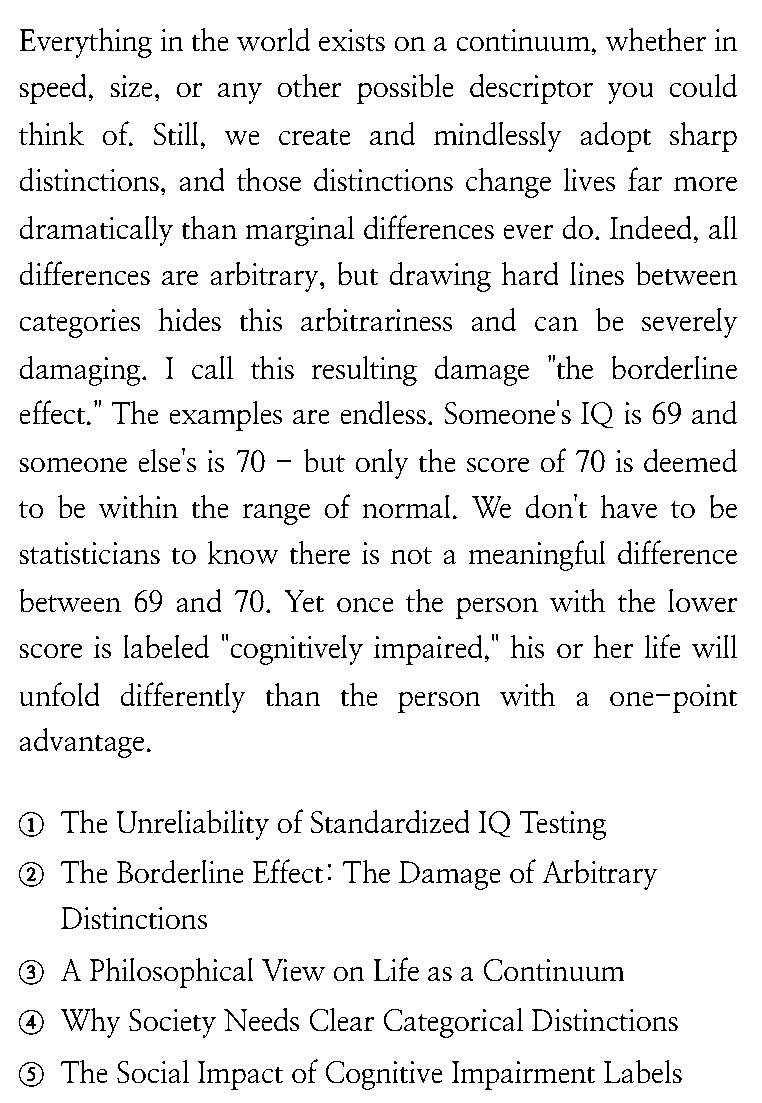 Everything in the world exists on a continuum, whether in
speed, size, or any other possible descriptor you could
think of. Still, we create and mindlessly adopt sharp
distinctions, and those distinctions change lives far more
dramatically than marginal differences ever do. Indeed, all
differences are arbitrary, but drawing hard lines between
categories hides this arbitrariness and can be severely
damaging. I call this resulting damage "the borderline
effect." The examples are endless. Someone's IQ is 69 and
someone else's is 70 - but only the score of 70 is deemed
to be within the range of normal. We don't have to be
statisticians to know there is not a meaningful difference
between 69 and 70. Yet once the person with the lower
score is labeled "cognitively impaired," his or her life will
unfold differently than the person with a one-point
advantage.
① The Unreliability of Standardized IQ Testing
② The Borderline Effect: The Damage of Arbitrary
Distinctions
③ A Philosophical View on Life as a Continuum
④ Why Society Needs Clear Categorical Distinctions
⑤ The Social Impact of Cognitive Impairment Labels